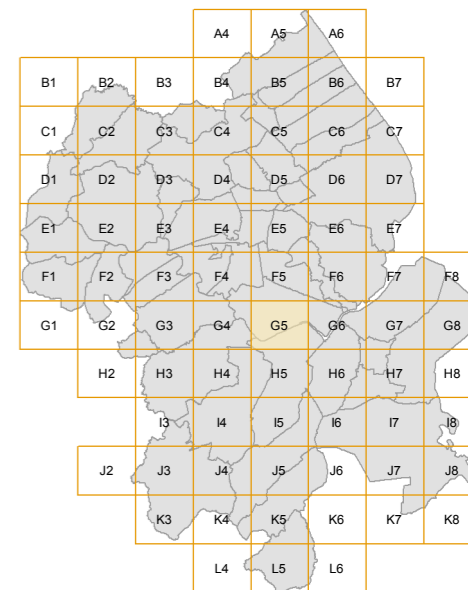 A4 A5 A6
B1 B2 B3 B4 B5 B6 B7
C1 C2 C3 C4 C5 C6 C7
D1 D2 D3 D4 D5 D6 D7
E1 E2 E3 E4 E5 E6 E7
F1 F2 F3 F4 F5 F6 F7 F8
G1 G2 G3 G4 G5 G6 G7 G8
H2 H3 H4 H5 H6 H7 H8
I3 I4 I5 I6 I7 I8
J2 J3 J4 J5 J6 J7 J8
K3 K4 K5 K6 K7 K8
L4 L5 L6